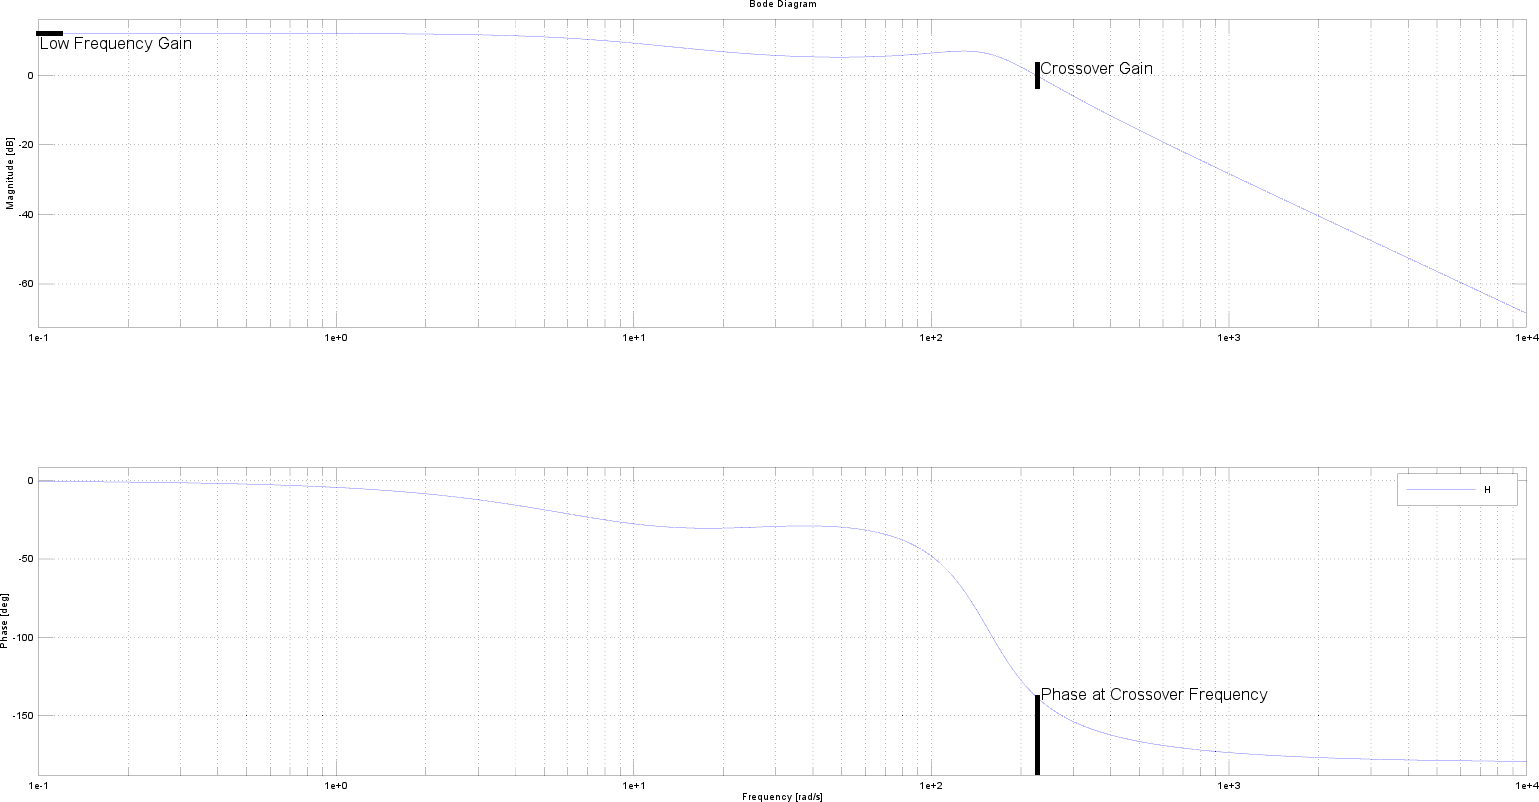 Bode Diagram
Low Frequency Gain
Crossover Gain
0
-20
-40
-60
Magnitude [dB]
1e-1 1e+0 1e+1 1e+2 1e+3 1e+4
H
0
-50
-100
-150
Phase [deg]
Phase at Crossover Frequency
1e-1 1e+0 1e+1 1e+2 1e+3 1e+4
Frequency [rad/s]